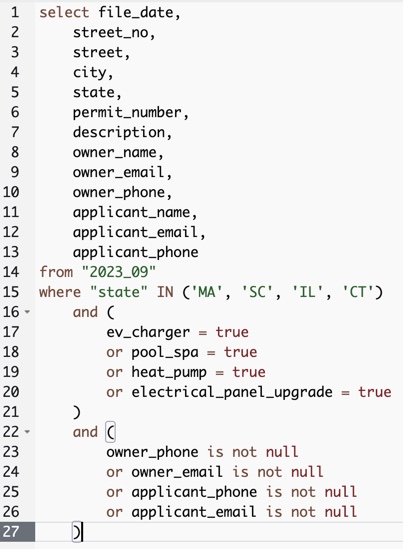 1 select file_date,
2 street_no,
3 street,
4 city,
5 state,
6 permit_number,
7 description,
8 owner_name,
9 owner_email,
10 owner_phone,
11 applicant_name,
12 applicant_email,
13 applicant_phone
14 from "2023_09"
15 where "state" IN ('MA', 'SC', 'IL', 'CT')
16 and (
17 ev_charger = true
18 or pool_spa = true
19 or heat_pump = true
20 or electrical_panel_upgrade = true
21 )
22 and (
23 owner_phone is not null
24 or owner_email is not null
25 or applicant_phone is not null
26 or applicant_email is not null
27 )